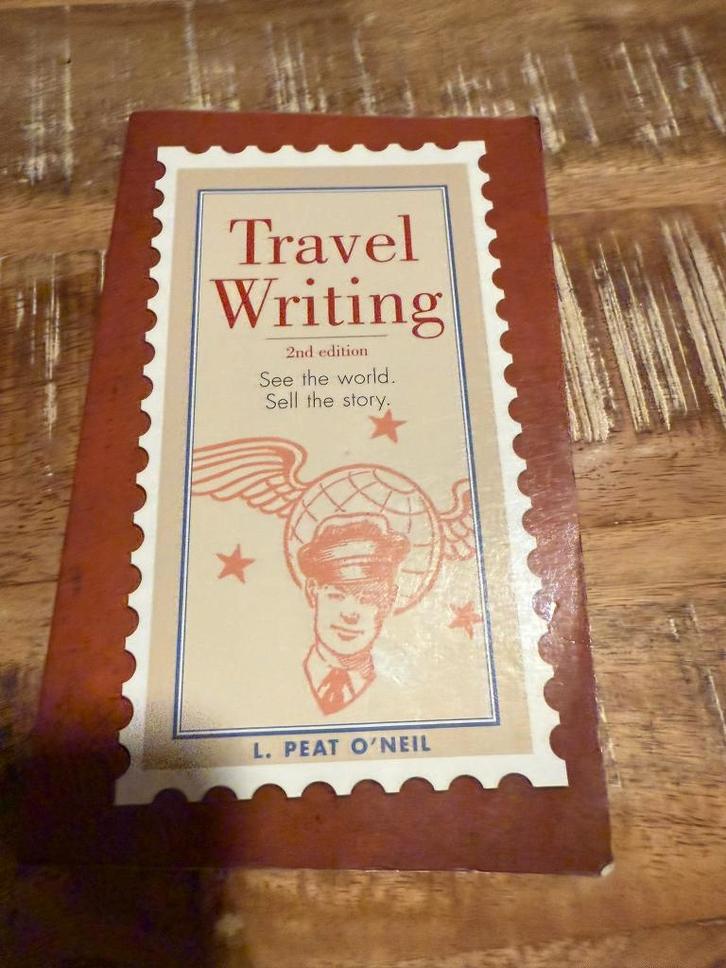 Travel
Writing
2nd edition
See the world.
Sell the story.
L. PEAT O'NEIL